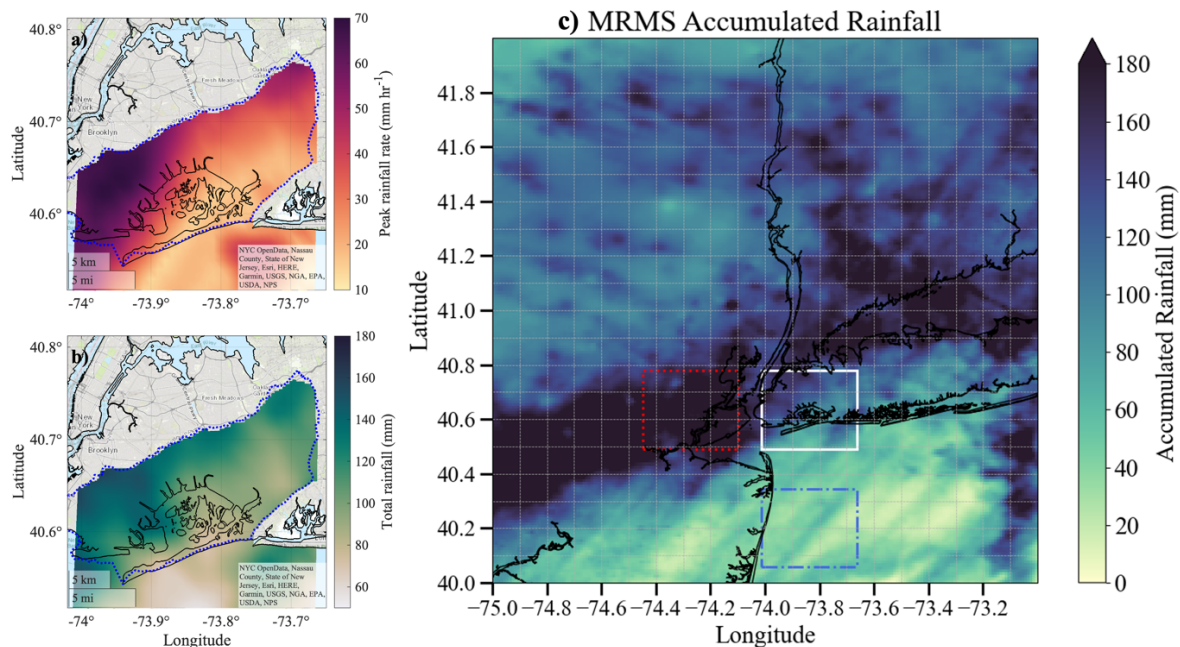 a)
40.8°
40.7°
40.6°
Latitude
New
York
Brooklyn
Fresh Meadow
5 km
5 mi
NYC OpenData, Nassau
County, State of New
Jersey, Esri, HERE,
Garmin, USGS, NGA, EPA,
USDA, NPS
-74°
-73.9°
-73.8°
-73.7°
70
60
50
40
30
20
10
Peak rainfall rate (mm hr⁻¹)
b)
40.8°
40.7°
40.6°
Latitude
New
York
Brooklyn
5 km
5 mi
NYC OpenData, Nassau
County, State of New
Jersey, Esri, HERE,
Garmin, USGS, NGA, EPA,
USDA, NPS
-74°
-73.9°
-73.8°
-73.7°
Longitude
180
160
140
120
100
80
60
Total rainfall (mm)
c) MRMS Accumulated Rainfall
41.8
41.6
41.4
41.2
41.0
40.8
40.6
40.4
40.2
40.0
Latitude
−75.0
−74.8
−74.6
−74.4
−74.2
−74.0
−73.8
−73.6
−73.4
−73.2
Longitude
180
160
140
120
100
80
60
40
20
0
Accumulated Rainfall (mm)